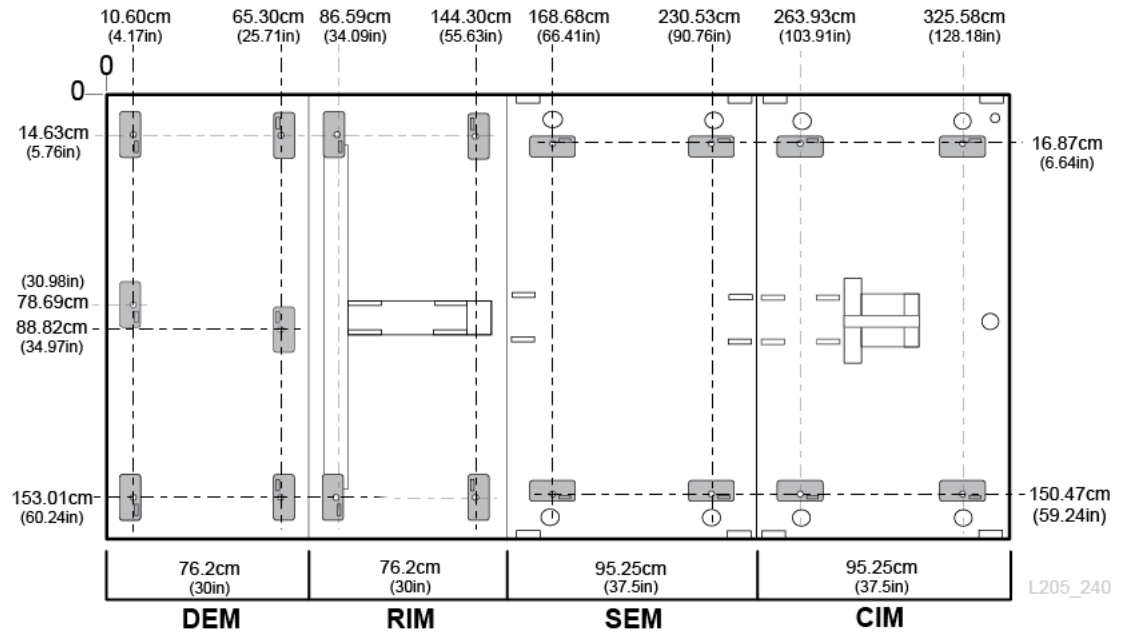 10.60cm 65.30cm 86.59cm 144.30cm 168.68cm 230.53cm 263.93cm 325.58cm
(4.17in) (25.71in) (34.09in) (55.63in) (66.41in) (90.76in) (103.91in) (128.18in)
0
0
14.63cm
(5.76in)
16.87cm
(6.64in)
(30.98in)
78.69cm
88.82cm
(34.97in)
153.01cm
(60.24in)
150.47cm
(59.24in)
76.2cm 76.2cm 95.25cm 95.25cm
(30in) (30in) (37.5in) (37.5in)
L205_240
DEM RIM SEM CIM